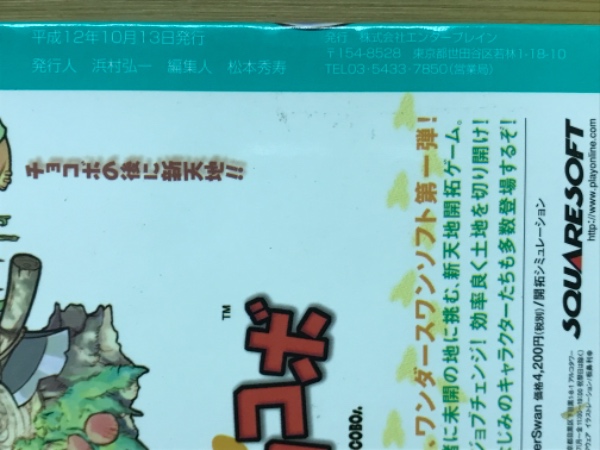 平成12年10月13日発行
発行人 浜村弘一 編集人 松本秀寿
発行 株式会社エンターブレイン
〒154-8528 東京都世田谷区若林1-18-10
TEL03-5433-7850(営業局)
チョコボの後に新天地!!
コボ
TM
COBO).
、ワンダースワンソフト第一弾!
緒に未開の地に挑む、新天地開拓ゲーム。
ジョブチェンジ!効率良く土地を切り開け!
なじみのキャラクターたちも多数登場するぞ!
erSwan 価格4,200円(税別)/開拓シミュレーション
SQUARESOFT
http://www.playonline.com